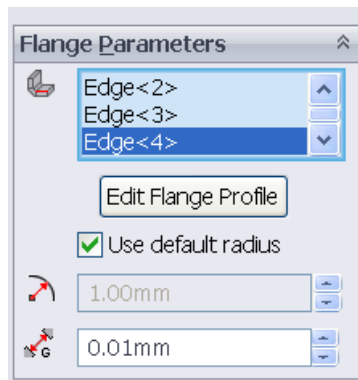 Flange Parameters
Edge<2>
Edge<3>
Edge<4>
Edit Flange Profile
Use default radius
1.00mm
G
0.01mm